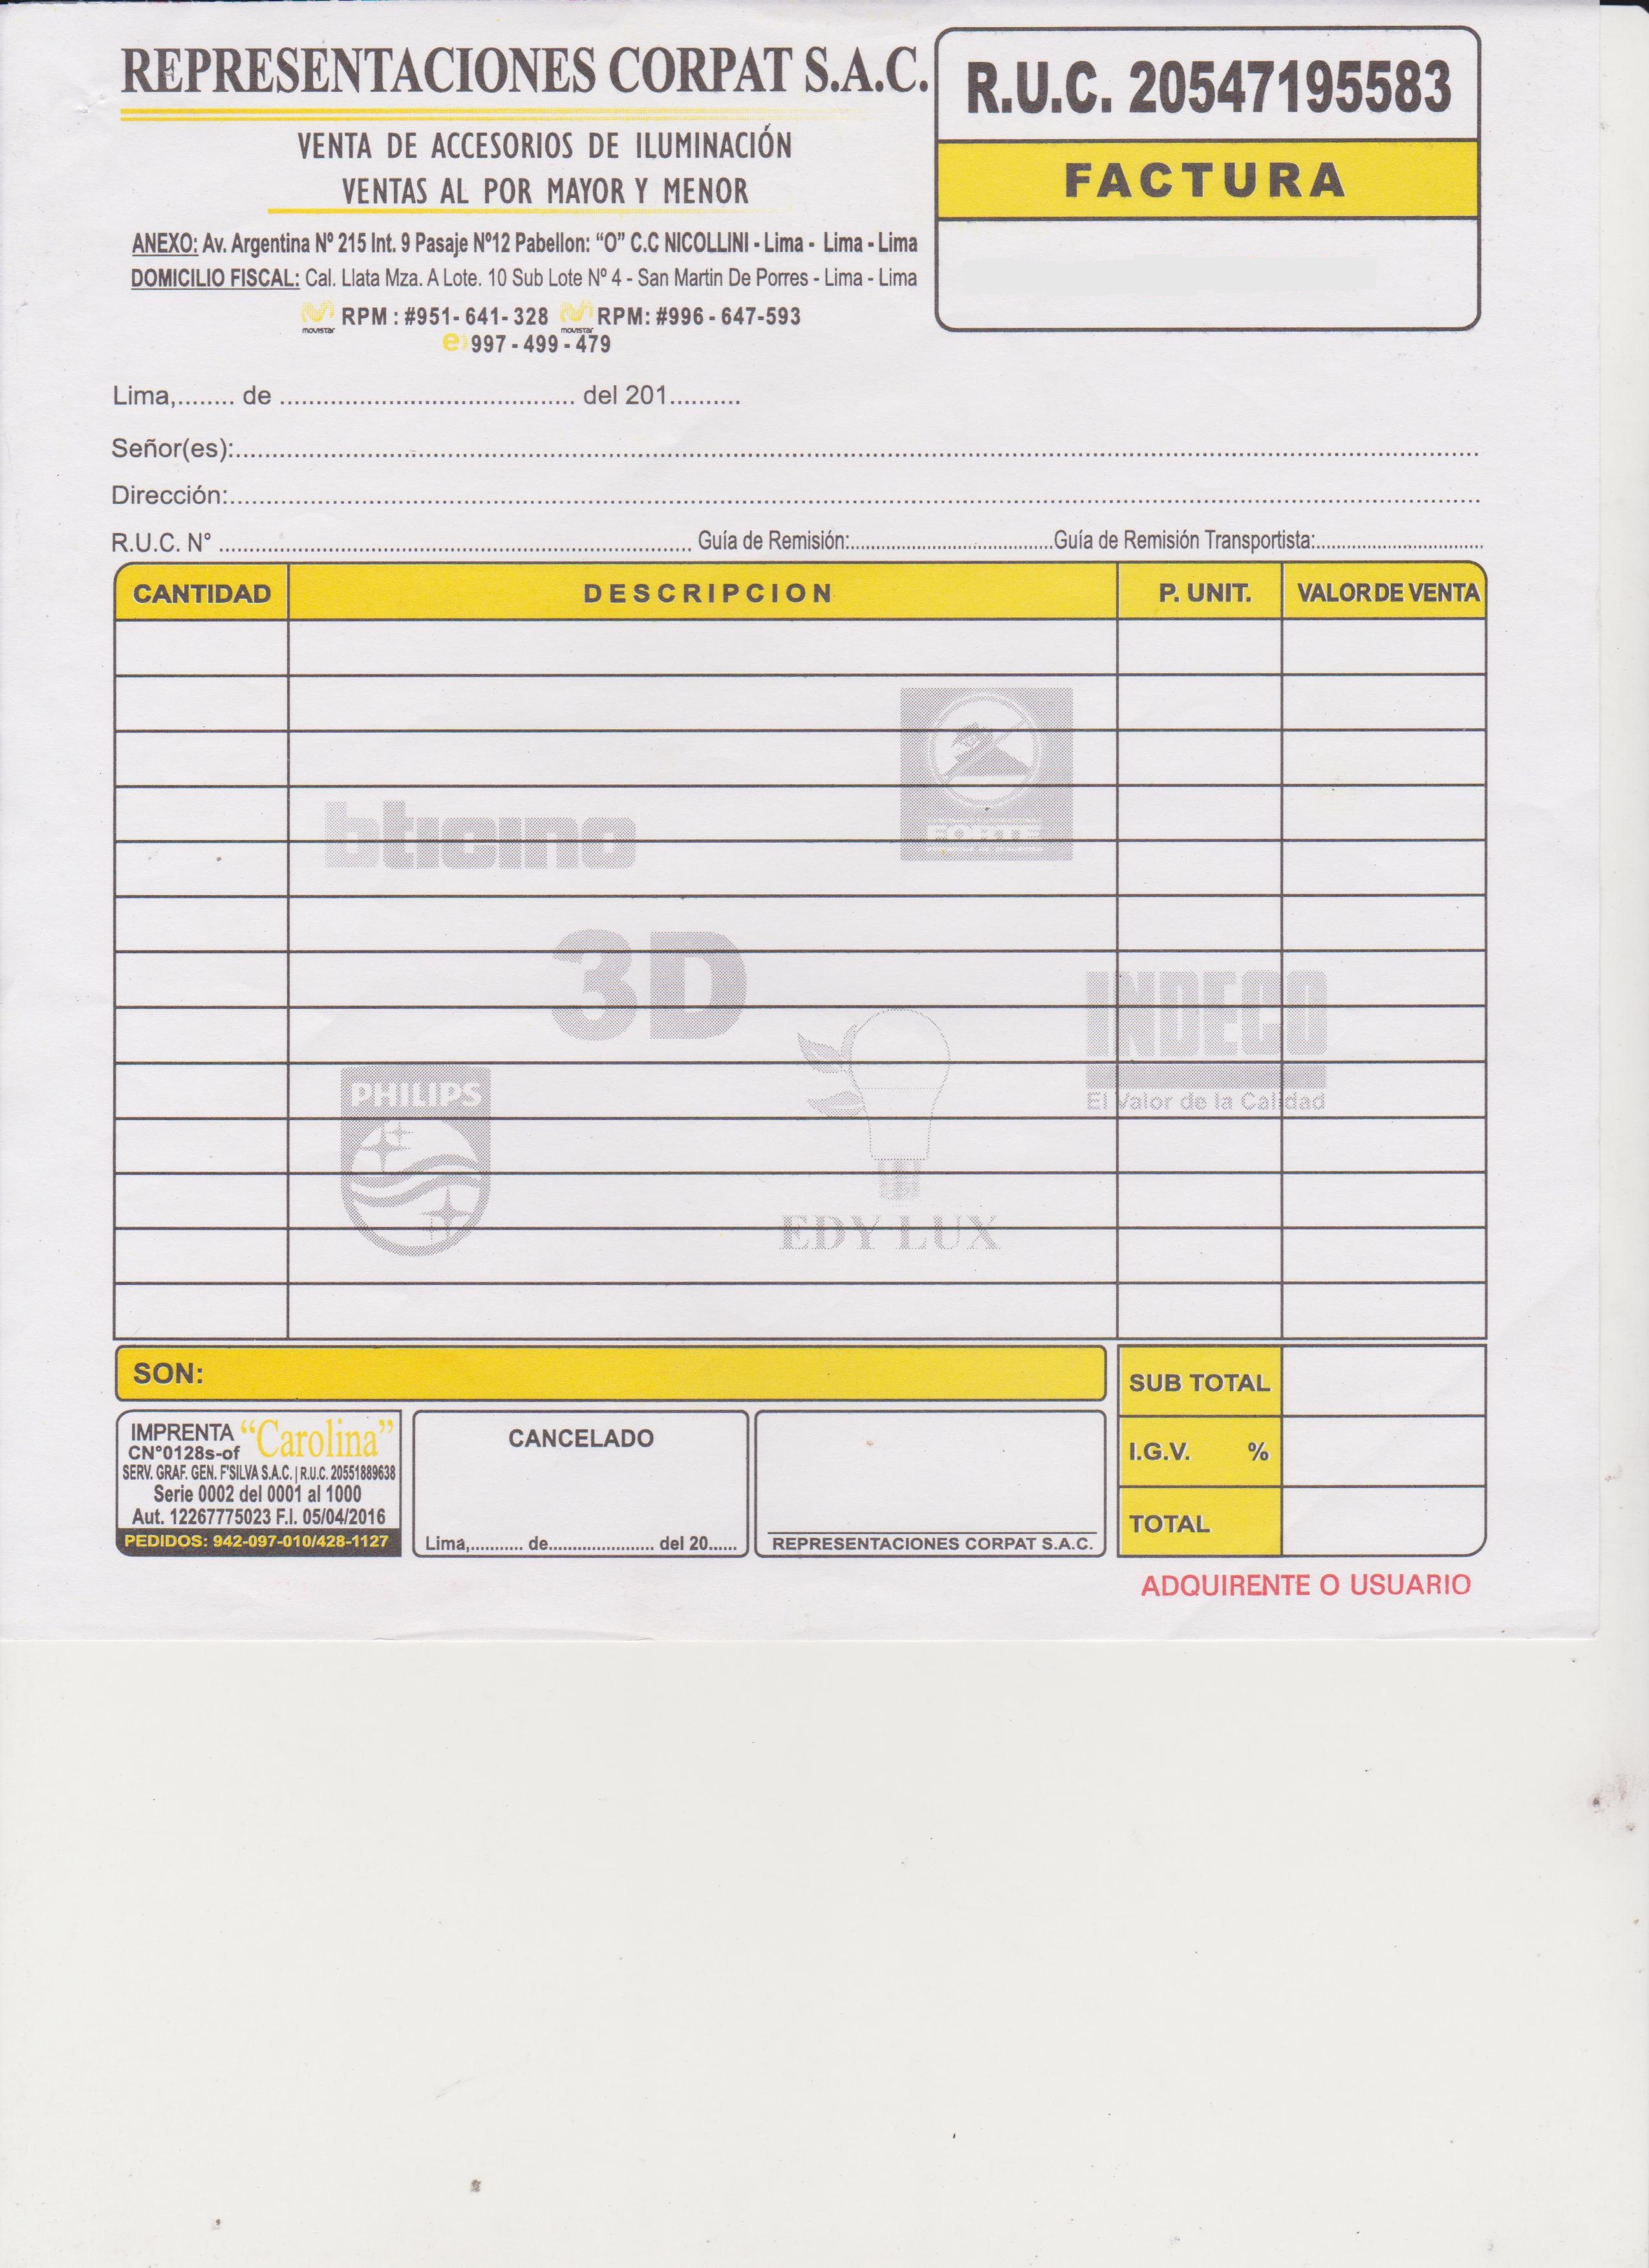 REPRESENTACIONES CORPAT S.A.C.
VENTA DE ACCESORIOS DE ILUMINACIÓN
VENTAS AL POR MAYOR Y MENOR
ANEXO: Av. Argentina Nº 215 Int. 9 Pasaje Nº12 Pabellon: “O” C.C NICOLLINI - Lima - Lima - Lima
DOMICILIO FISCAL: Cal. Llata Mza. A Lote. 10 Sub Lote Nº 4 - San Martin De Porres - Lima - Lima
movistar RPM : #951- 641- 328 movistar RPM: #996 - 647-593
e) 997 - 499 - 479
R.U.C. 20547195583
FACTURA
Lima,........ de ......................................... del 201..........
Señor(es):....................
Dirección:....................
R.U.C. N° .................... Guía de Remisión:....................Guía de Remisión Transportista:....................
CANTIDAD DESCRIPCION P. UNIT. VALOR DE VENTA
bticino
FORTE
3D
INDECO
El Valor de la Calidad
PHILIPS
EDY LUX
SON:
SUB TOTAL
I.G.V. %
TOTAL
IMPRENTA “Carolina”
CN°0128s-of
SERV. GRAF. GEN. F'SILVA S.A.C. | R.U.C. 20551889638
Serie 0002 del 0001 al 1000
Aut. 12267775023 F.I. 05/04/2016
PEDIDOS: 942-097-010/428-1127
CANCELADO
Lima,........... de...................... del 20......
REPRESENTACIONES CORPAT S.A.C.
ADQUIRENTE O USUARIO